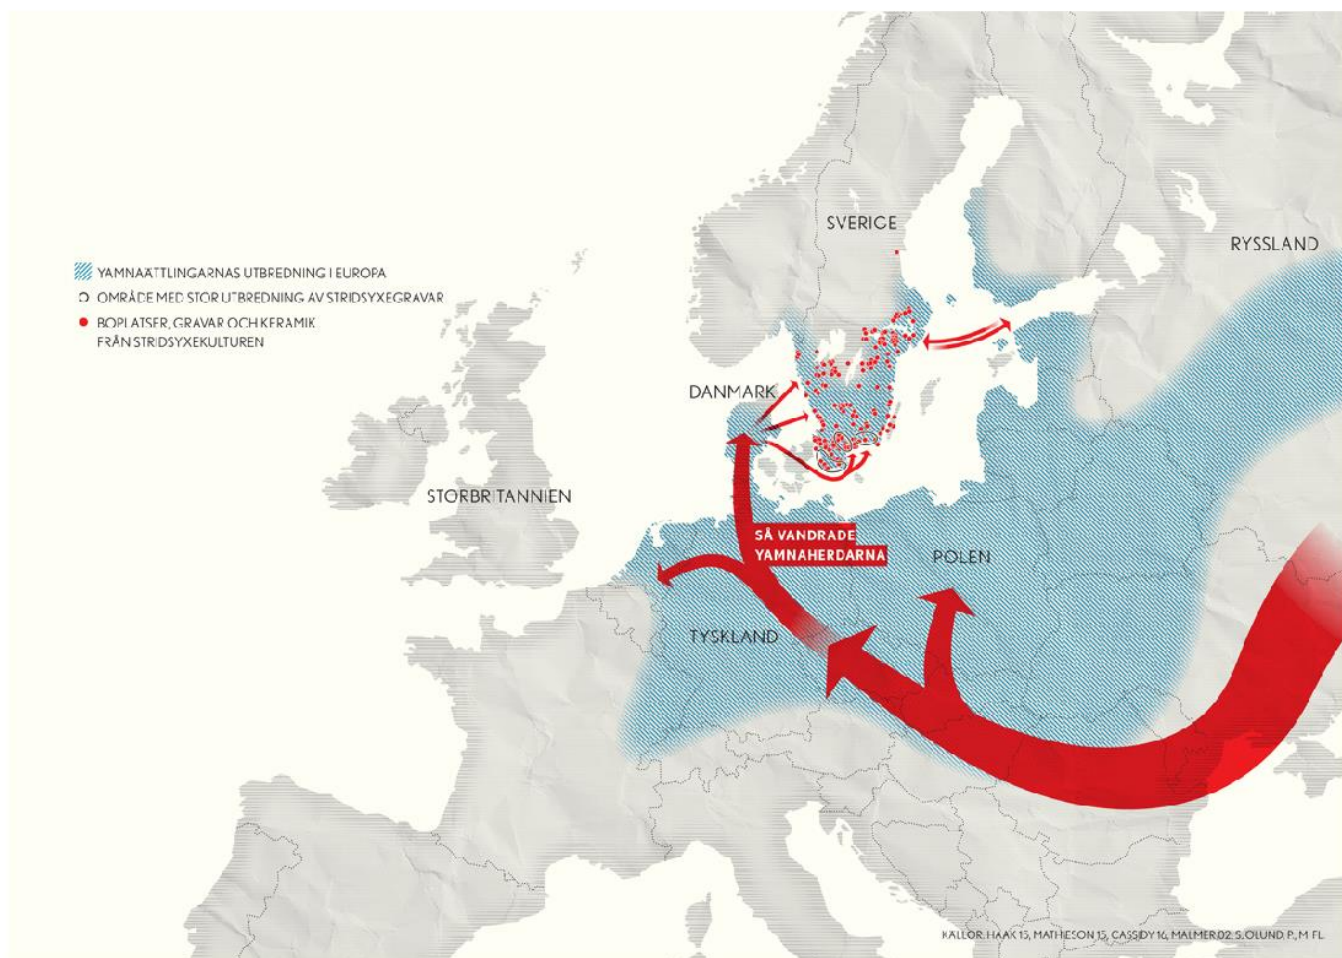 SVERIGE
RYSSLAND
YAMNAÄTTLINGARNAS UTBREDNING I EUROPA
OMRÅDE MED STOR UTBREDNING AV STRIDSYXEGRAVAR
BOPLATSER, GRAVAR OCH KERAMIK
FRÅN STRIDSYXEKULTUREN
DANMARK
STORBRITANNIEN
SÅ VANDRADE
YAMNAHERDARNA
POLEN
TYSKLAND
KÄLLOR: HAAK 15, MATHIESON 15, CASSIDY 16, MALMER 02, S. OLUND, P., M FL